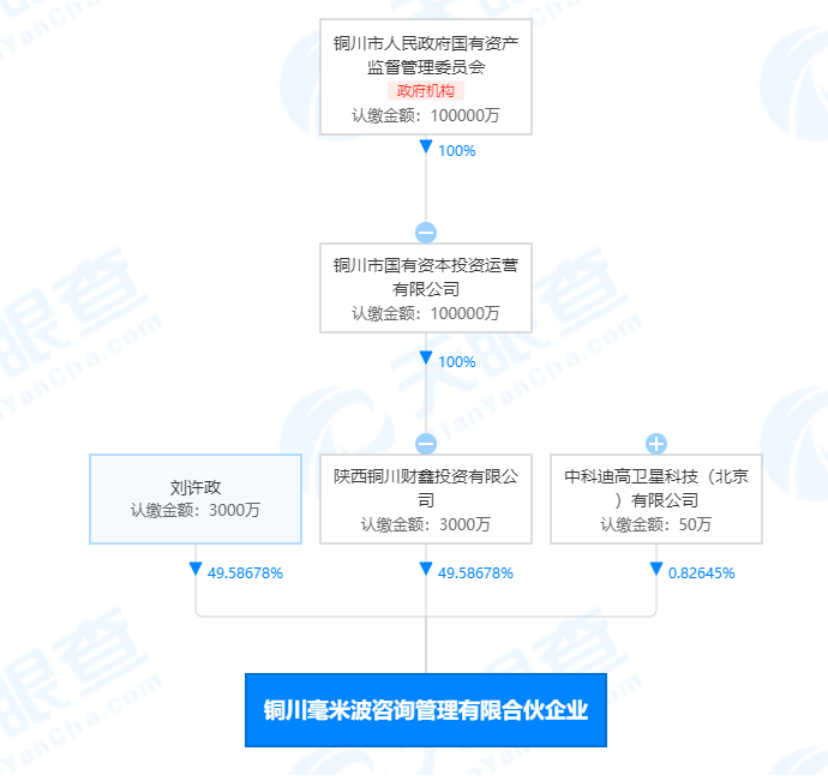 铜川市人民政府国有资产
监督管理委员会
政府机构
认缴金额：100000万
100%
铜川市国有资本投资运营
有限公司
认缴金额：100000万
100%
刘许政
认缴金额：3000万
陕西铜川财鑫投资有限公
司
认缴金额：3000万
中科迪高卫星科技（北京
）有限公司
认缴金额：50万
49.58678%
49.58678%
0.82645%
铜川毫米波咨询管理有限合伙企业
天眼查
TianYanCha.com